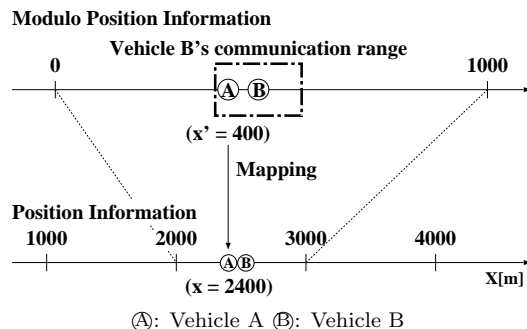 Modulo Position Information
Vehicle B's communication range
0 1000
A B
(x' = 400)
Mapping
Position Information
1000 2000 3000 4000
A B
X[m]
(x = 2400)
Ⓐ: Vehicle A Ⓑ: Vehicle B